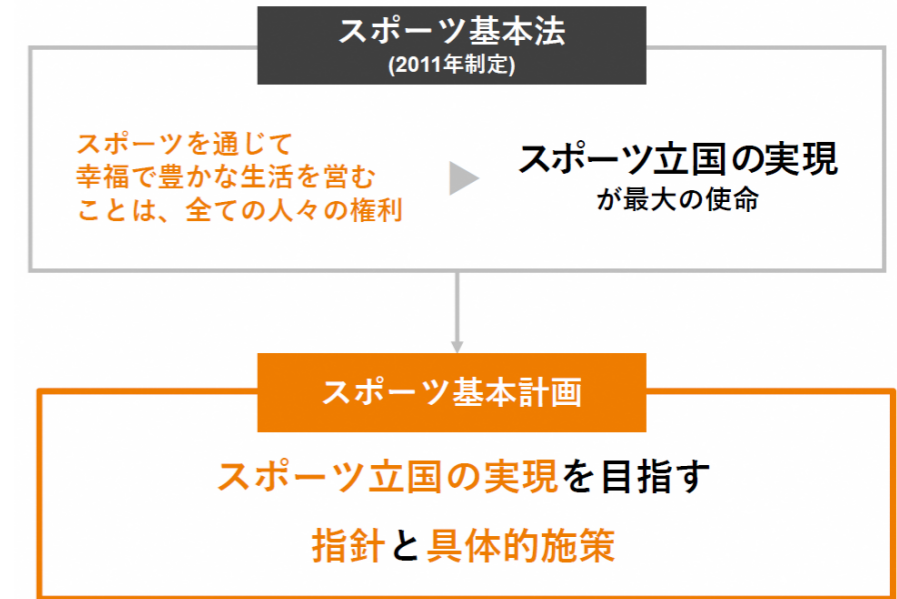 スポーツ基本法
(2011年制定)
スポーツを通じて
幸福で豊かな生活を営む
ことは、全ての人々の権利
スポーツ立国の実現
が最大の使命
スポーツ基本計画
スポーツ立国の実現を目指す
指針と具体的施策